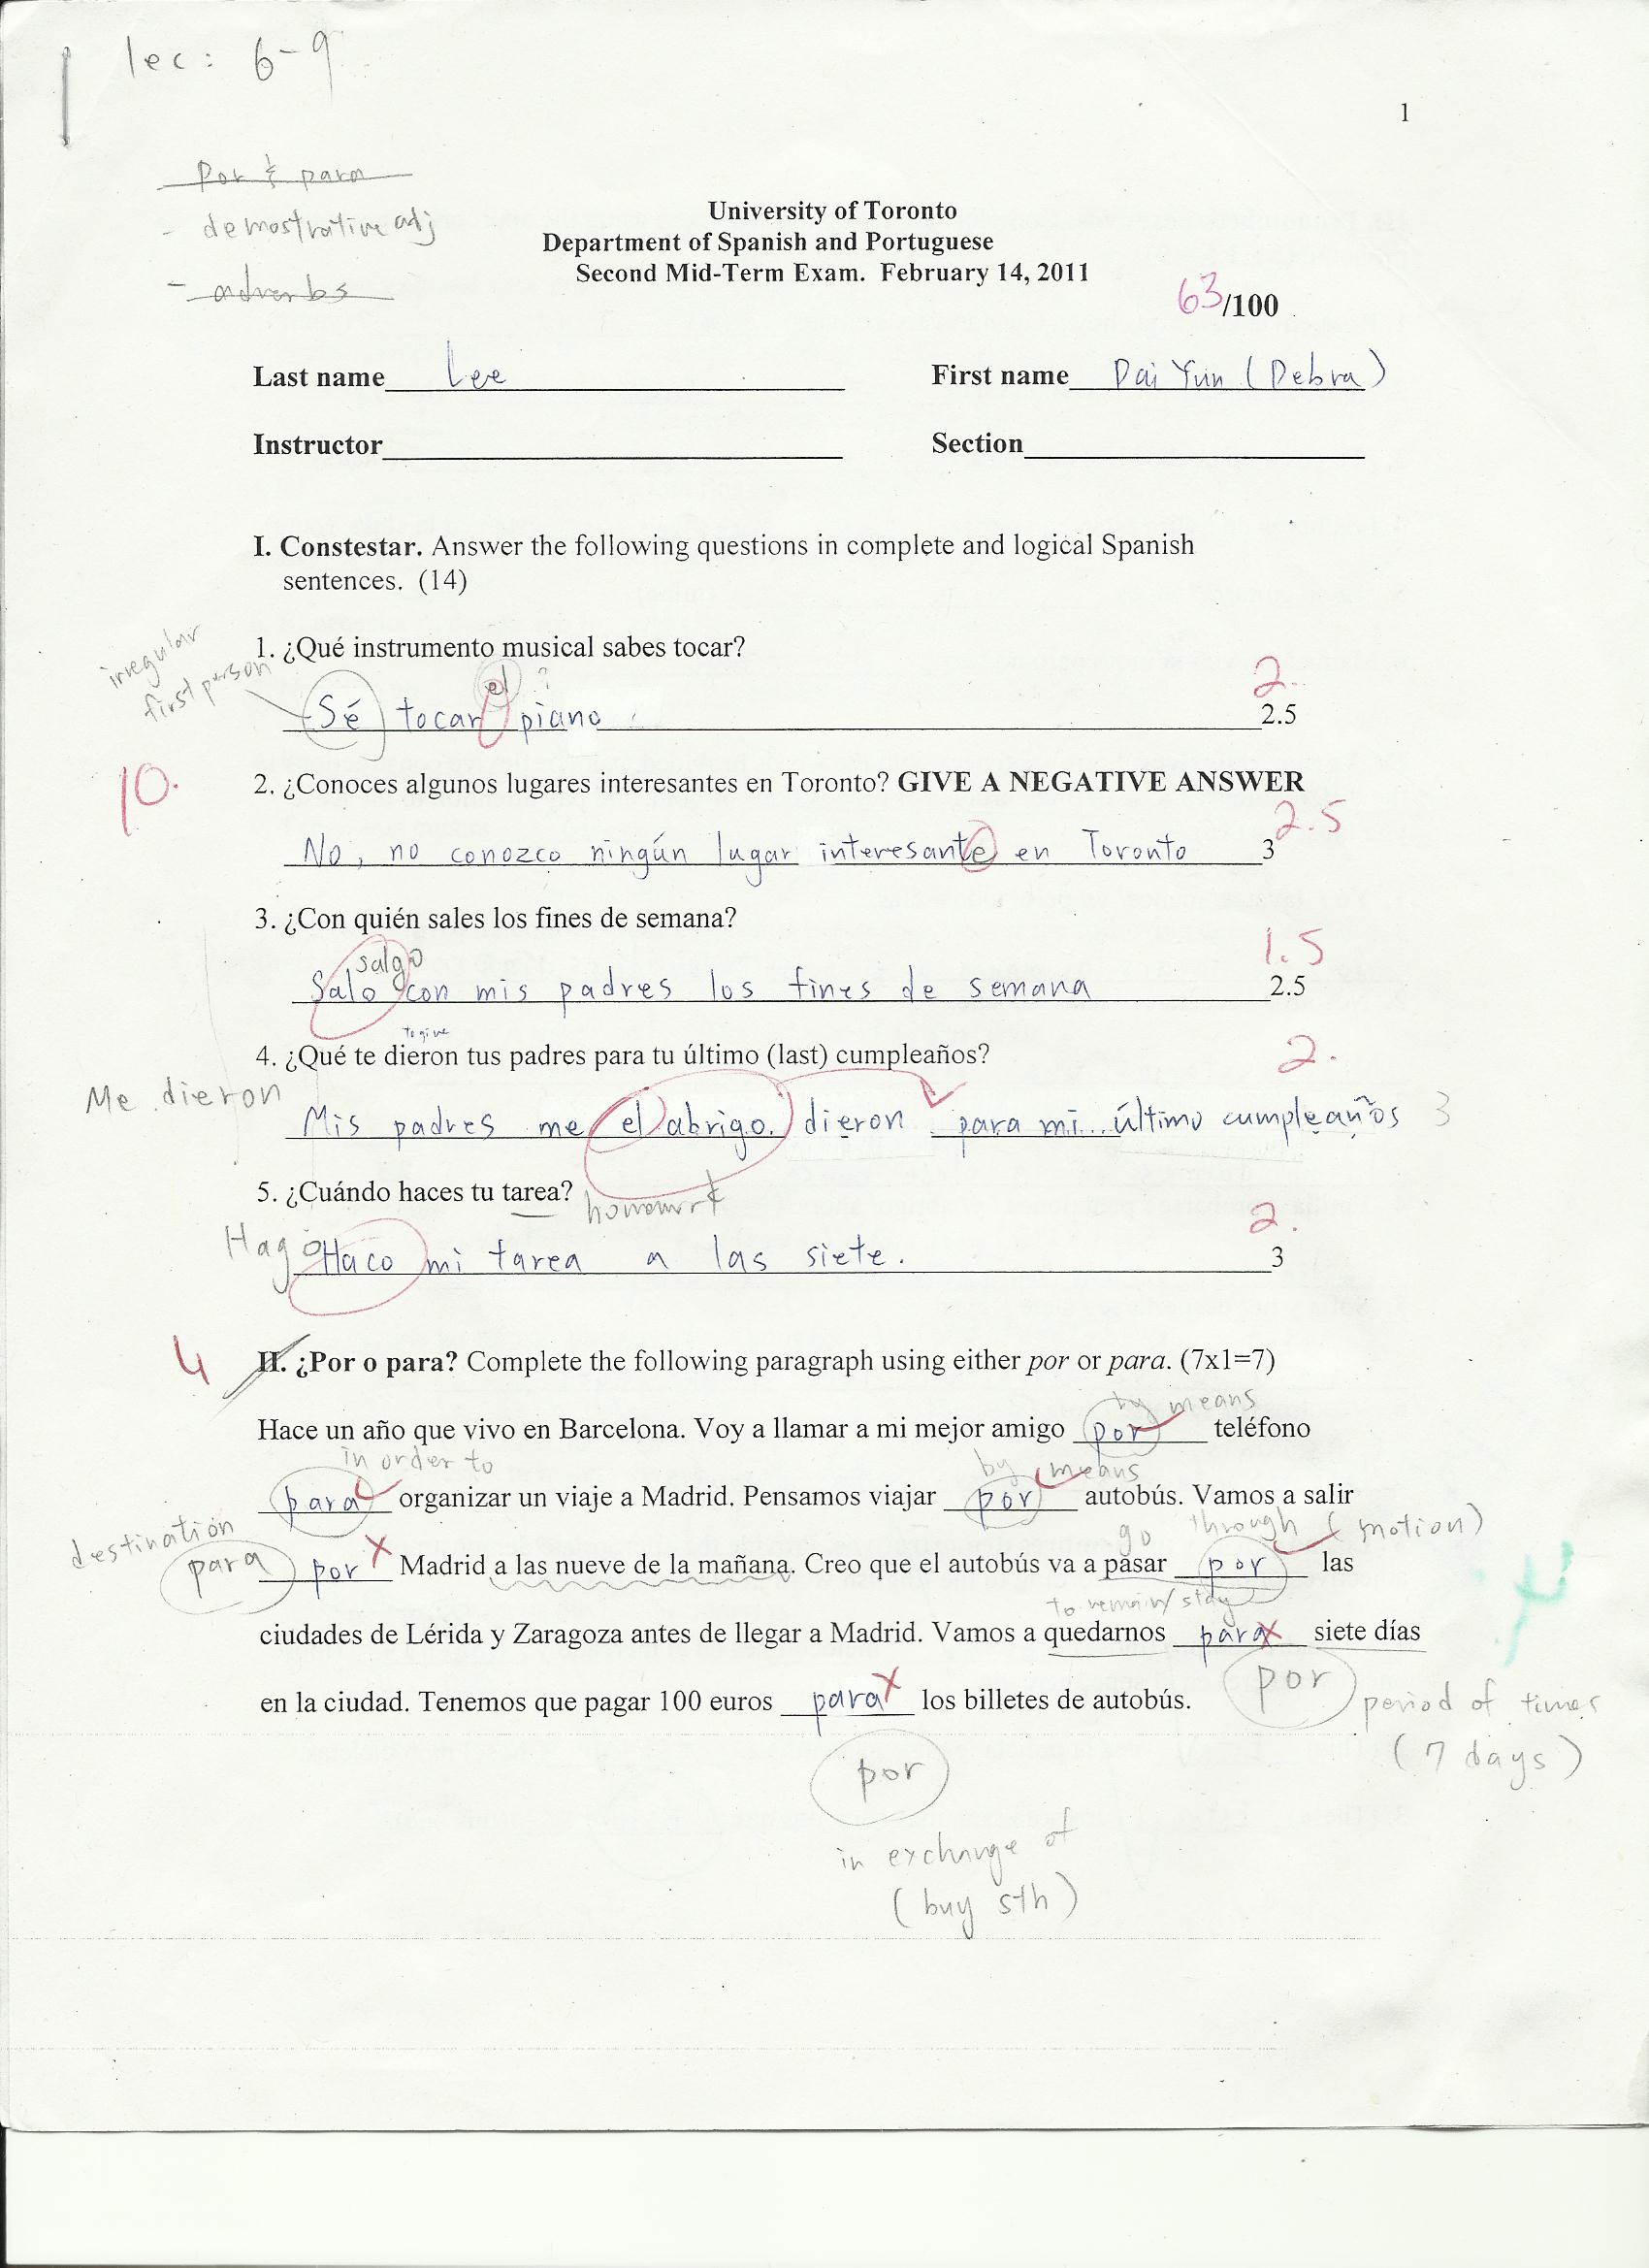 lec: 6-9
1
por & para
- demostrative adj
- adverbs
University of Toronto
Department of Spanish and Portuguese
Second Mid-Term Exam. February 14, 2011
63/100
Last name Lee First name Dai Yun (Debra)
Instructor Section
I. Constestar. Answer the following questions in complete and logical Spanish
sentences. (14)
irregular
first person
1. ¿Qué instrumento musical sabes tocar?
el ? 2.
Sé tocar piano. 2.5
10.
2. ¿Conoces algunos lugares interesantes en Toronto? GIVE A NEGATIVE ANSWER
2.5
No, no conozco ningún lugar interesante en Toronto 3
3. ¿Con quién sales los fines de semana?
salgo 1.5
Salo con mis padres los fines de semana 2.5
To give
4. ¿Qué te dieron tus padres para tu último (last) cumpleaños?
2.
Me dieron
Mis padres me el abrigo. dieron para mi último cumpleaños 3
5. ¿Cuándo haces tu tarea?
2.
Hago
Haco mi tarea a las siete. 3
4
II. ¿Por o para? Complete the following paragraph using either por or para. (7x1=7)
by means
Hace un año que vivo en Barcelona. Voy a llamar a mi mejor amigo por teléfono
in order to by means
para organizar un viaje a Madrid. Pensamos viajar por autobús. Vamos a salir
destination go through (motion)
para por x Madrid a las nueve de la mañana. Creo que el autobús va a pasar por las
to remain/stay
ciudades de Lérida y Zaragoza antes de llegar a Madrid. Vamos a quedarnos para x siete días
en la ciudad. Tenemos que pagar 100 euros para x los billetes de autobús.
por period of times
(7 days)
por
in exchange of
(buy sth)